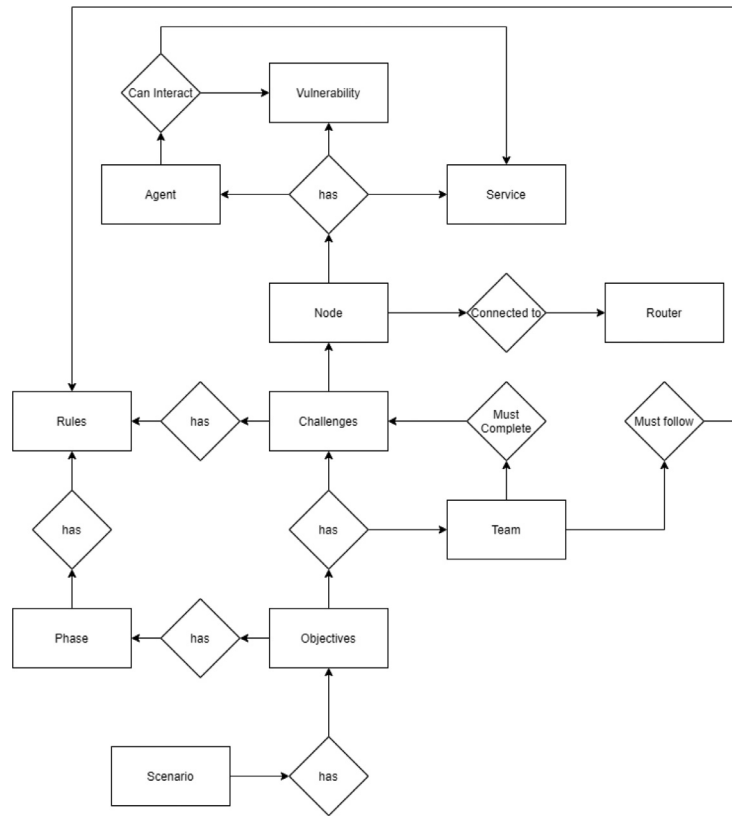 Can Interact
Vulnerability
Agent
has
Service
Node
Connected to
Router
Rules
has
Challenges
Must
Complete
Must follow
has
has
Team
Phase
has
Objectives
Scenario
has